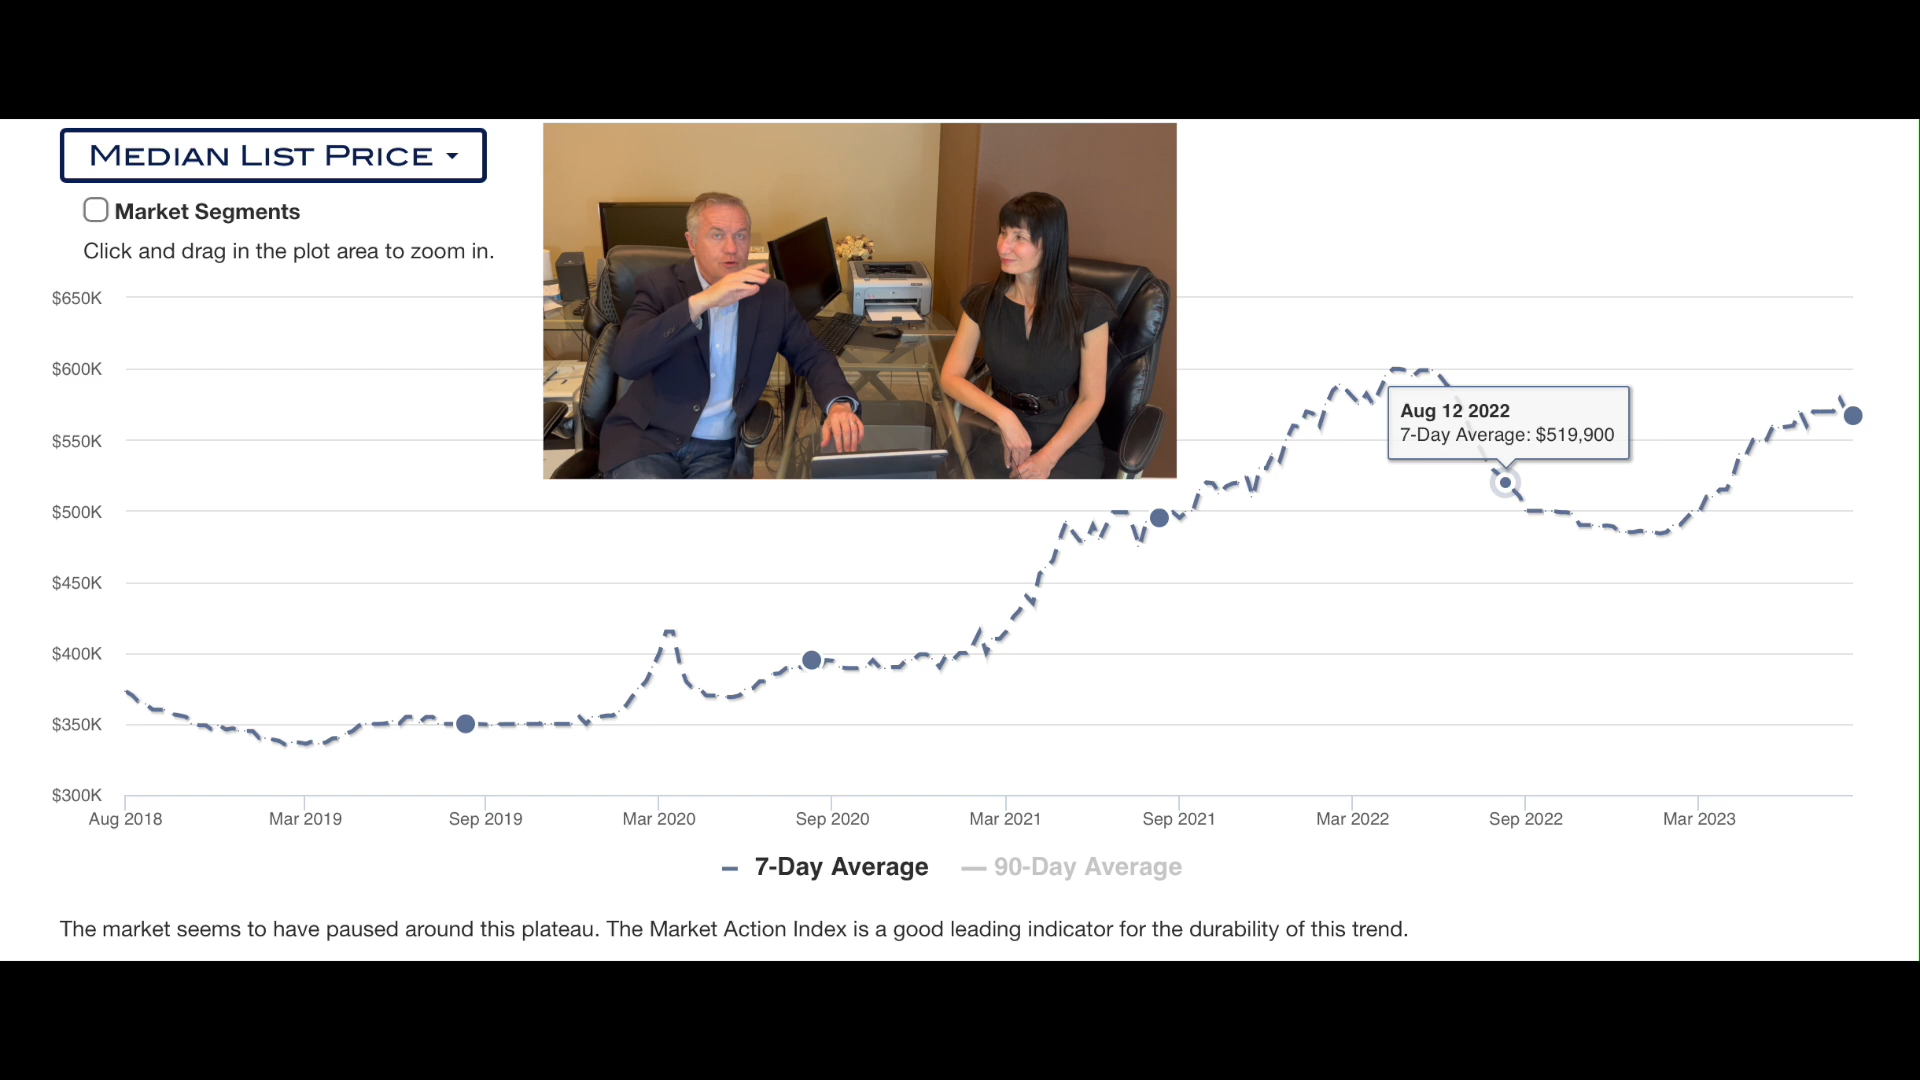 MEDIAN LIST PRICE
Market Segments
Click and drag in the plot area to zoom in.
$650K
$600K
$550K
$500K
$450K
$400K
$350K
$300K
Aug 12 2022
7-Day Average: $519,900
Aug 2018 Mar 2019 Sep 2019 Mar 2020 Sep 2020 Mar 2021 Sep 2021 Mar 2022 Sep 2022 Mar 2023
7-Day Average 90-Day Average
The market seems to have paused around this plateau. The Market Action Index is a good leading indicator for the durability of this trend.